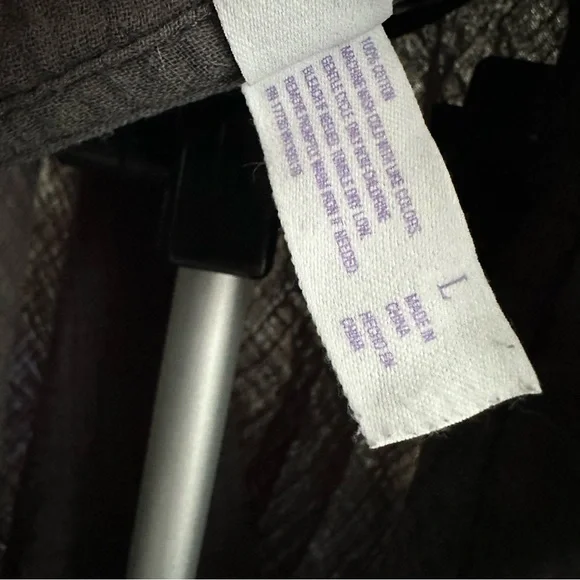 100% COTTON
MACHINE WASH COLD WITH LIKE COLORS.
GENTLE CYCLE ONLY NON-CHLORINE
BLEACH IF NEEDED. TUMBLE DRY LOW.
REMOVE PROMPTLY. WARM IRON IF NEEDED.
RN
L
MADE IN
CHINA
HECHO EN
CHINA